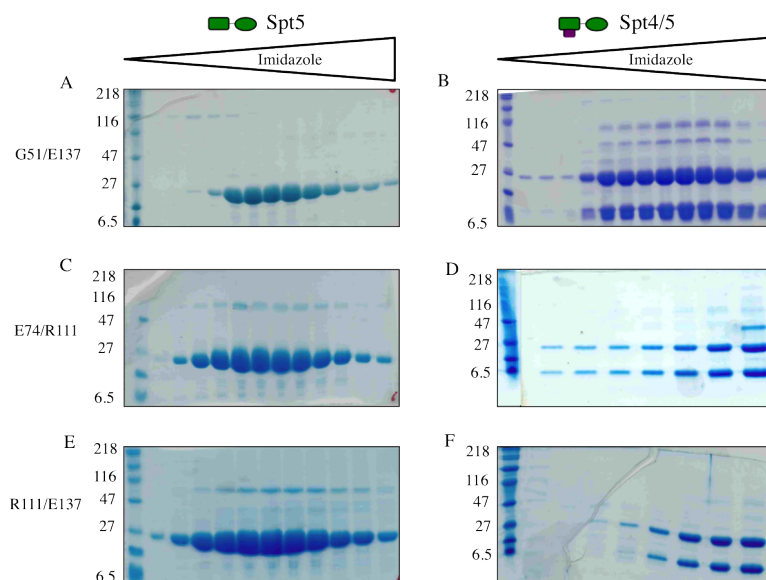 Spt5
Spt4/5
Imidazole
Imidazole
A
B
218
116
47
27
6.5
G51/E137
218
116
47
27
6.5
C
D
218
116
47
27
6.5
E74/R111
218
116
47
27
6.5
E
F
218
116
47
27
6.5
R111/E137
218
116
47
27
6.5